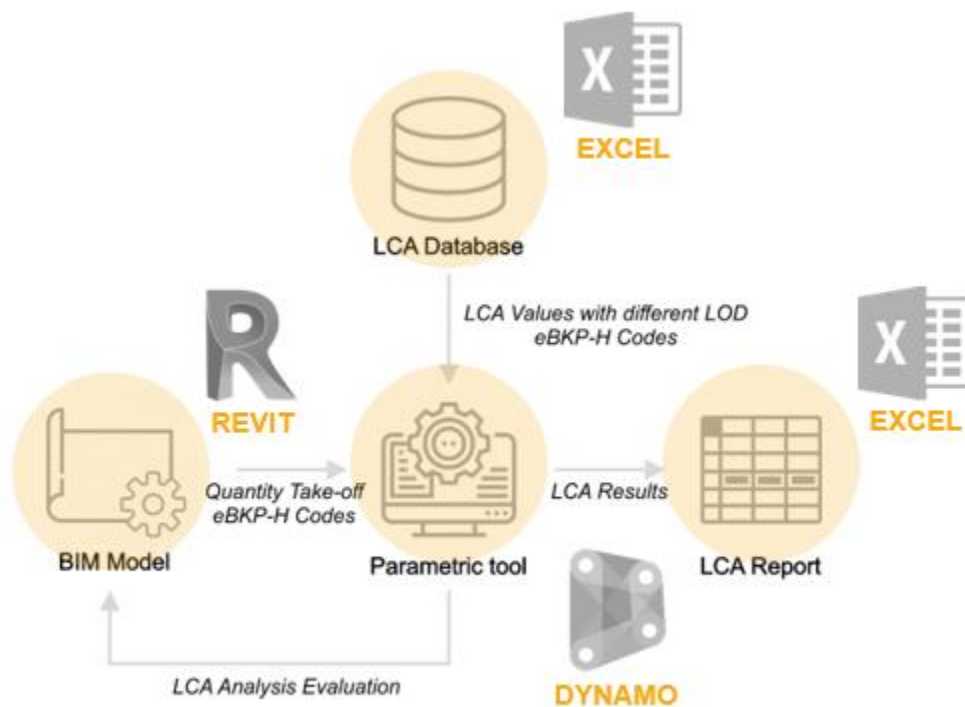 X
EXCEL
LCA Database
LCA Values with different LOD
eBKP-H Codes
R
REVIT
X
EXCEL
Quantity Take-off
eBKP-H Codes
LCA Results
BIM Model
Parametric tool
LCA Report
LCA Analysis Evaluation
DYNAMO